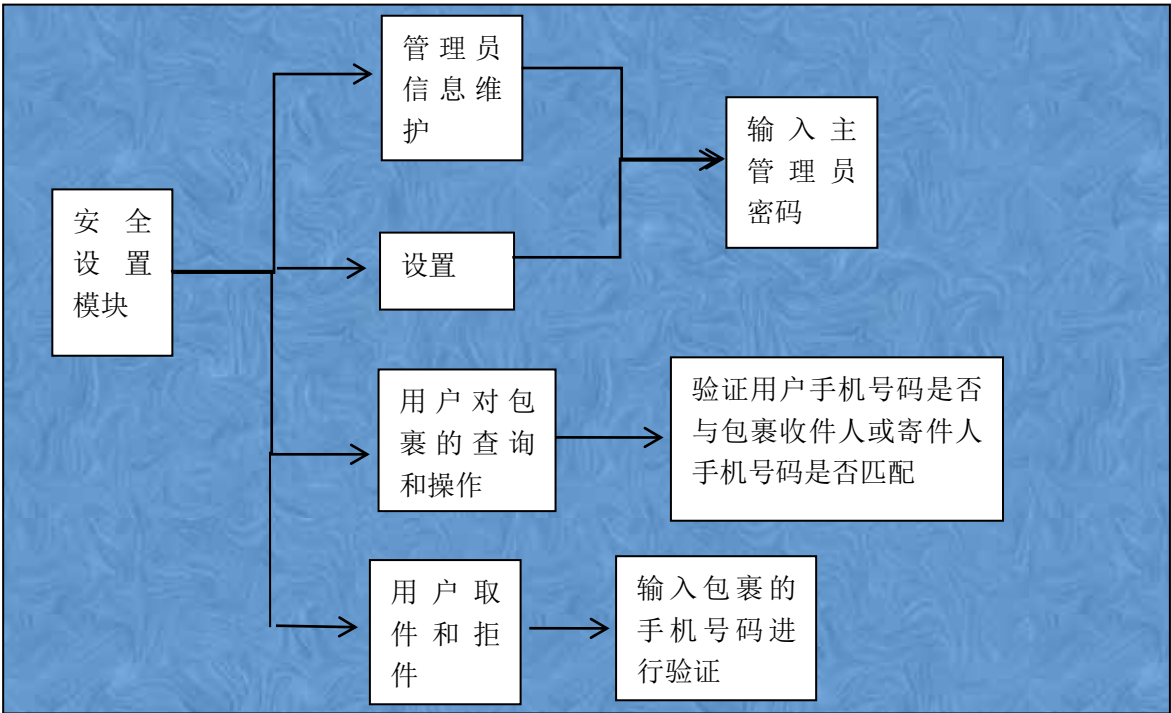 管理员
信息维
护
输入主
管理员
密码
安全
设置
模块
设置
用户对包
裹的查询
和操作
验证用户手机号码是否
与包裹收件人或寄件人
手机号码是否匹配
用户取
件和拒
件
输入包裹的
手机号码进
行验证